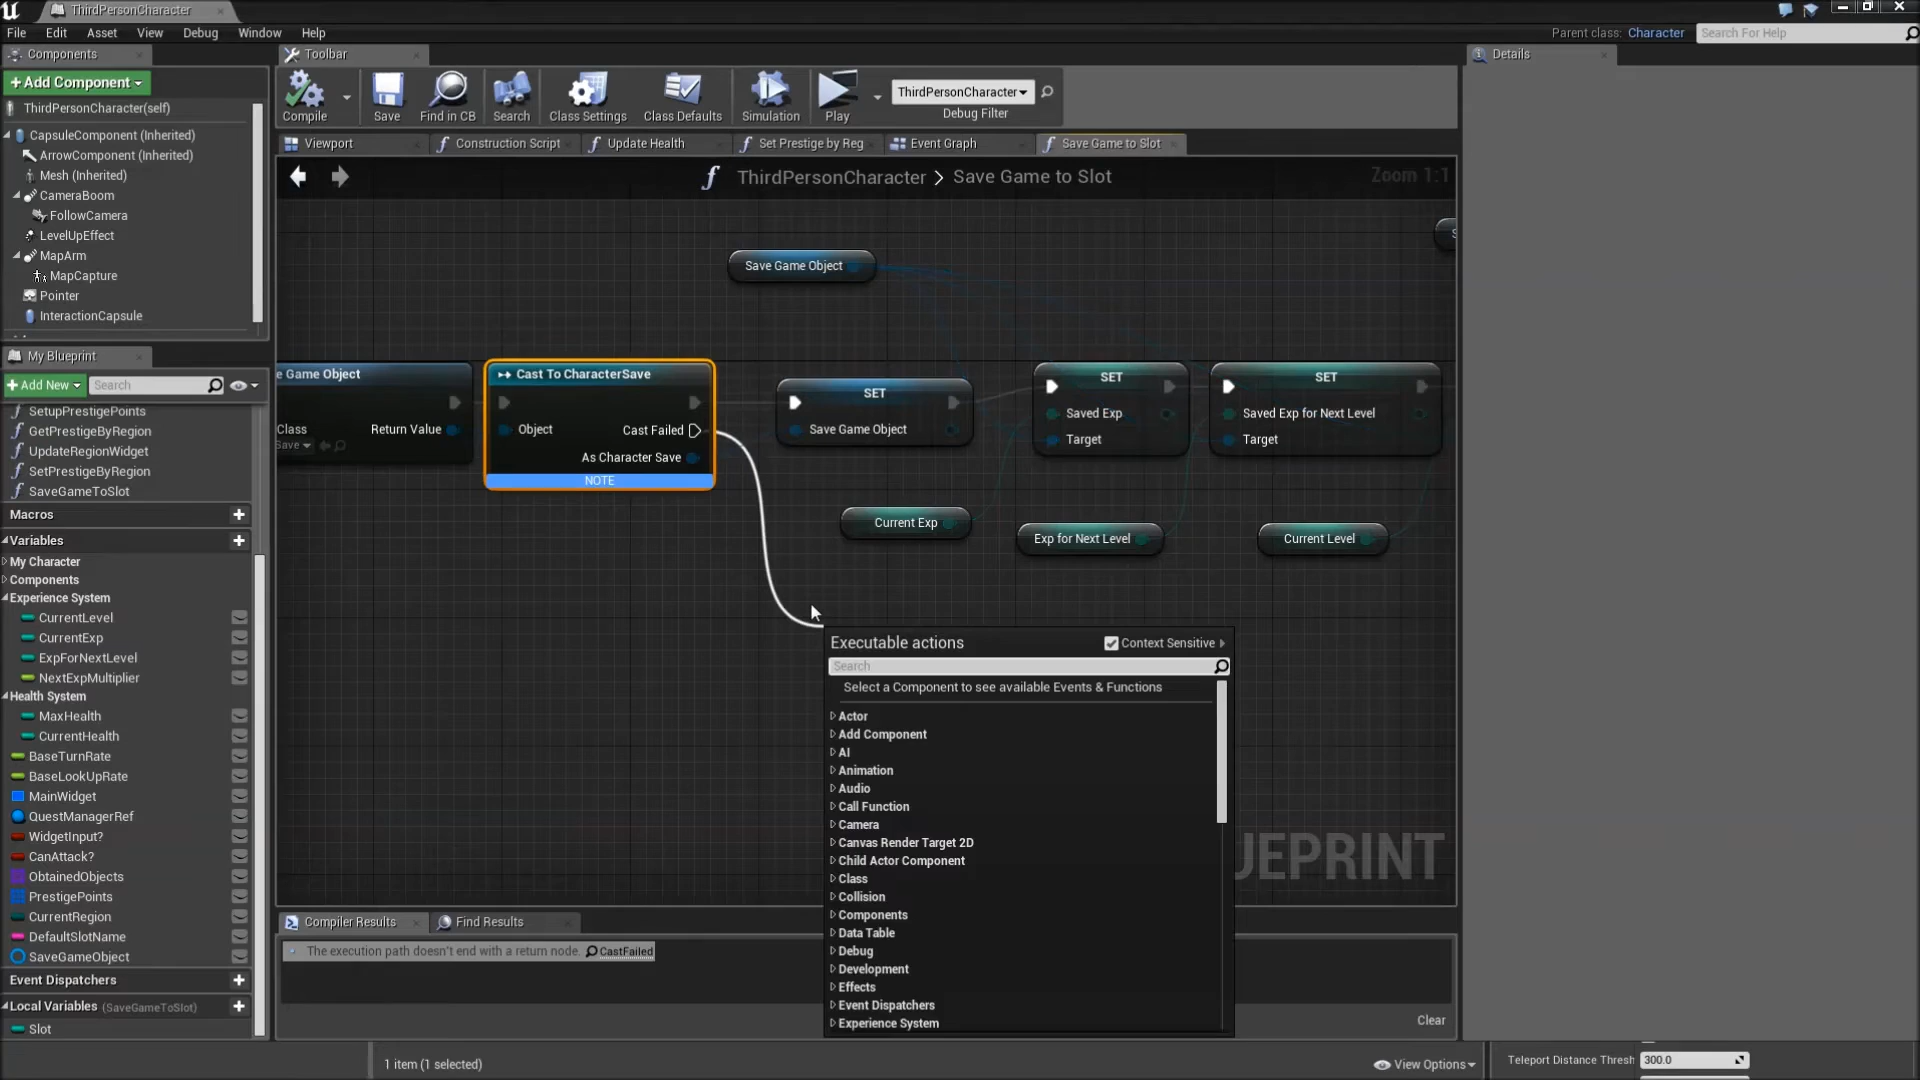 ThirdPersonCharacter
File Edit Asset View Debug Window Help
Parent class: Character
Search For Help
Components
+Add Component
ThirdPersonCharacter(self)
CapsuleComponent (Inherited)
ArrowComponent (Inherited)
Mesh (Inherited)
CameraBoom
FollowCamera
LevelUpEffect
MapArm
MapCapture
Pointer
InteractionCapsule
My Blueprint
+Add New
Search
SetupPrestigePoints
GetPrestigeByRegion
UpdateRegionWidget
SetPrestigeByRegion
SaveGameToSlot
Macros
Variables
My Character
Components
Experience System
CurrentLevel
CurrentExp
ExpForNextLevel
NextExpMultiplier
Health System
MaxHealth
CurrentHealth
BaseTurnRate
BaseLookUpRate
MainWidget
QuestManagerRef
WidgetInput?
CanAttack?
ObtainedObjects
PrestigePoints
CurrentRegion
DefaultSlotName
SaveGameObject
Event Dispatchers
Local Variables (SaveGameToSlot)
Slot
Toolbar
Compile
Save
Find in CB
Search
Class Settings
Class Defaults
Simulation
Play
ThirdPersonCharacter
Debug Filter
Viewport
Construction Script
Update Health
Set Prestige by Reg
Event Graph
Save Game to Slot
ThirdPersonCharacter > Save Game to Slot
Zoom 1:1
Save Game Object
e Game Object
Class
Save
Return Value
Cast To CharacterSave
Object
Cast Failed
As Character Save
NOTE
SET
Save Game Object
SET
Saved Exp
Target
SET
Saved Exp for Next Level
Target
Current Exp
Exp for Next Level
Current Level
Executable actions
Context Sensitive
Search
Select a Component to see available Events & Functions
Actor
Add Component
AI
Animation
Audio
Call Function
Camera
Canvas Render Target 2D
Child Actor Component
Class
Collision
Components
Data Table
Debug
Development
Effects
Event Dispatchers
Experience System
UEPRINT
Compiler Results
Find Results
The execution path doesn't end with a return node. CastFailed
Clear
1 item (1 selected)
View Options
Details
Teleport Distance Thresh
300.0